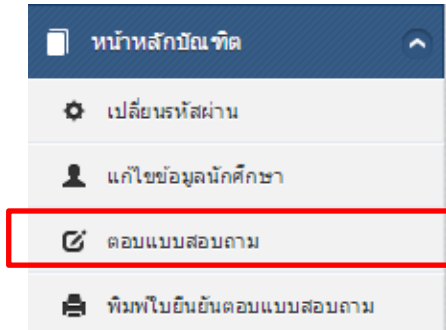 หน้าหลักบัณฑิต
เปลี่ยนรหัสผ่าน
แก้ไขข้อมูลนักศึกษา
ตอบแบบสอบถาม
พิมพ์ใบยืนยันตอบแบบสอบถาม